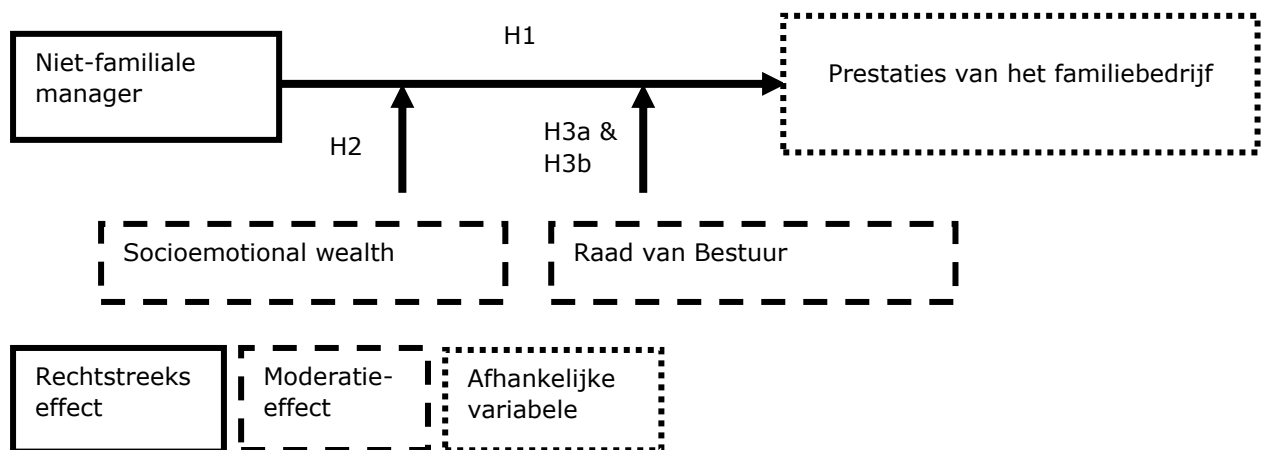 H1
Niet-familiale
manager
Prestaties van het familiebedrijf
H2
H3a &
H3b
Socioemotional wealth
Raad van Bestuur
Rechtstreeks
effect
Moderatie-
effect
Afhankelijke
variabele